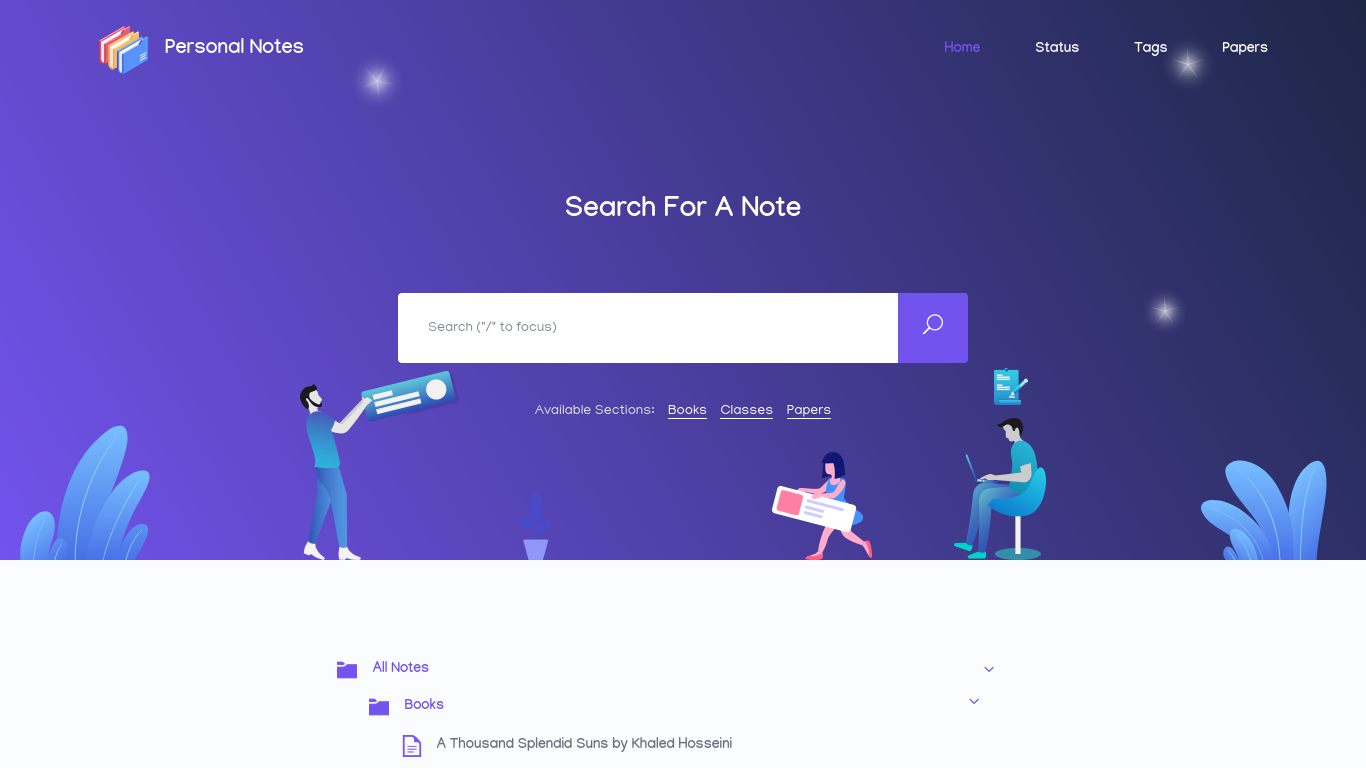 Personal Notes
Home Status Tags Papers
Search For A Note
Search ("/" to focus)
Available Sections: Books Classes Papers
All Notes
Books
A Thousand Splendid Suns by Khaled Hosseini